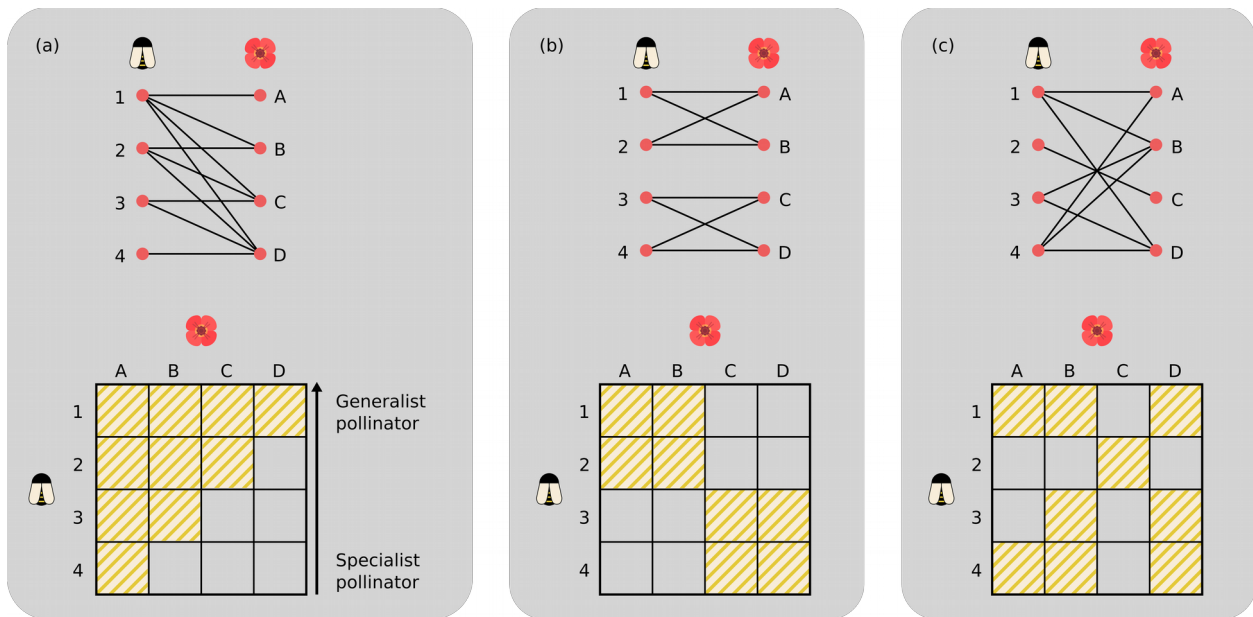 (a)
1 A
2 B
3 C
4 D
A B C D
1
2
3
4
Generalist
pollinator
Specialist
pollinator
(b)
1 A
2 B
3 C
4 D
A B C D
1
2
3
4
(c)
1 A
2 B
3 C
4 D
A B C D
1
2
3
4